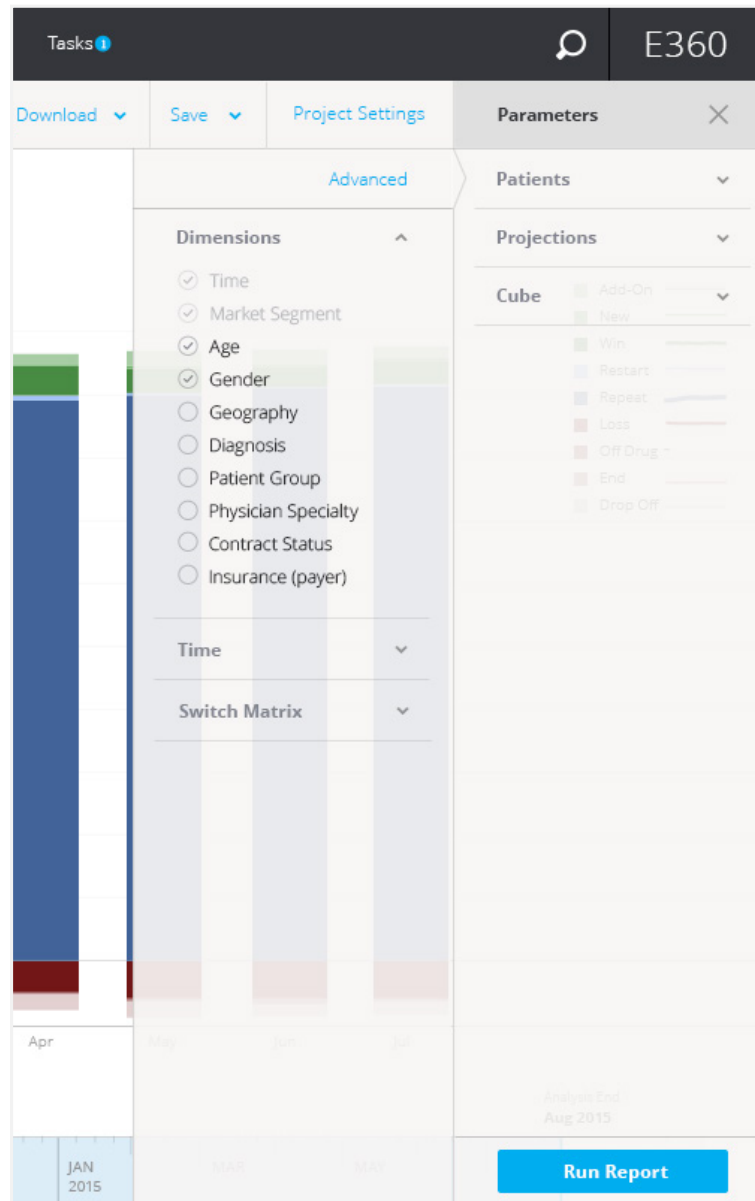 Tasks
E360
Download
Save
Project Settings
Parameters
Advanced
Patients
Dimensions
Projections
Time
Market Segment
Age
Gender
Geography
Diagnosis
Patient Group
Physician Specialty
Contract Status
Insurance (payer)
Cube
Add-On
New
Win
Restart
Repeat
Loss
Off Drug
End
Drop Off
Time
Switch Matrix
Apr
May
Jun
Jul
Analysis End
Aug 2015
JAN
2015
MAR
MAY
Run Report